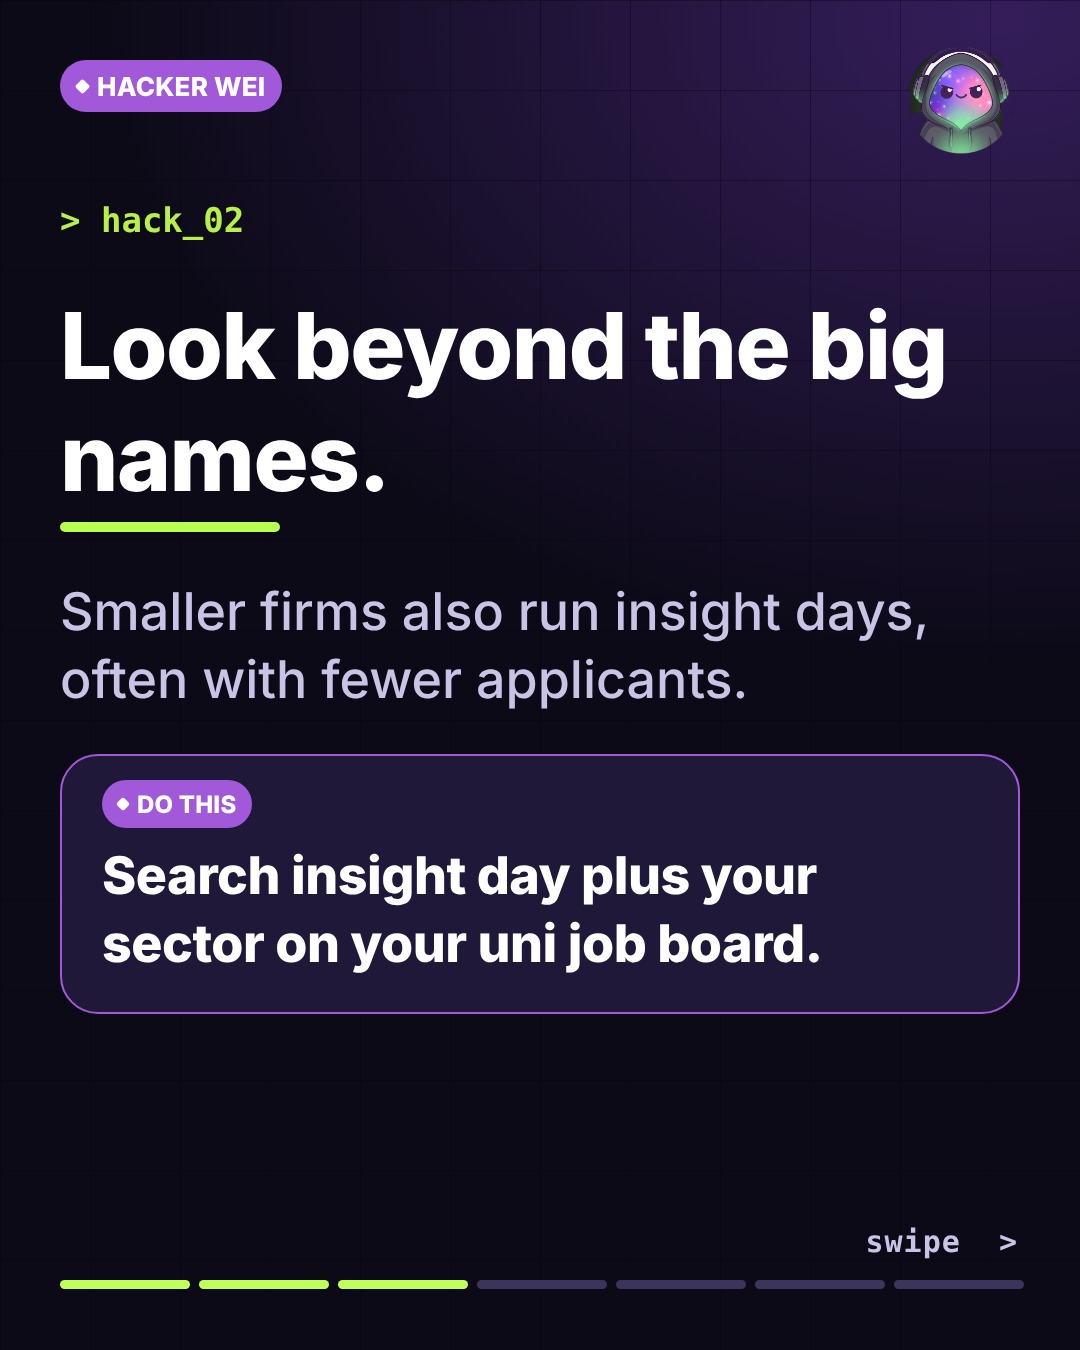 HACKER WEI
> hack_02
Look beyond the big
names.
Smaller firms also run insight days,
often with fewer applicants.
DO THIS
Search insight day plus your
sector on your uni job board.
swipe >